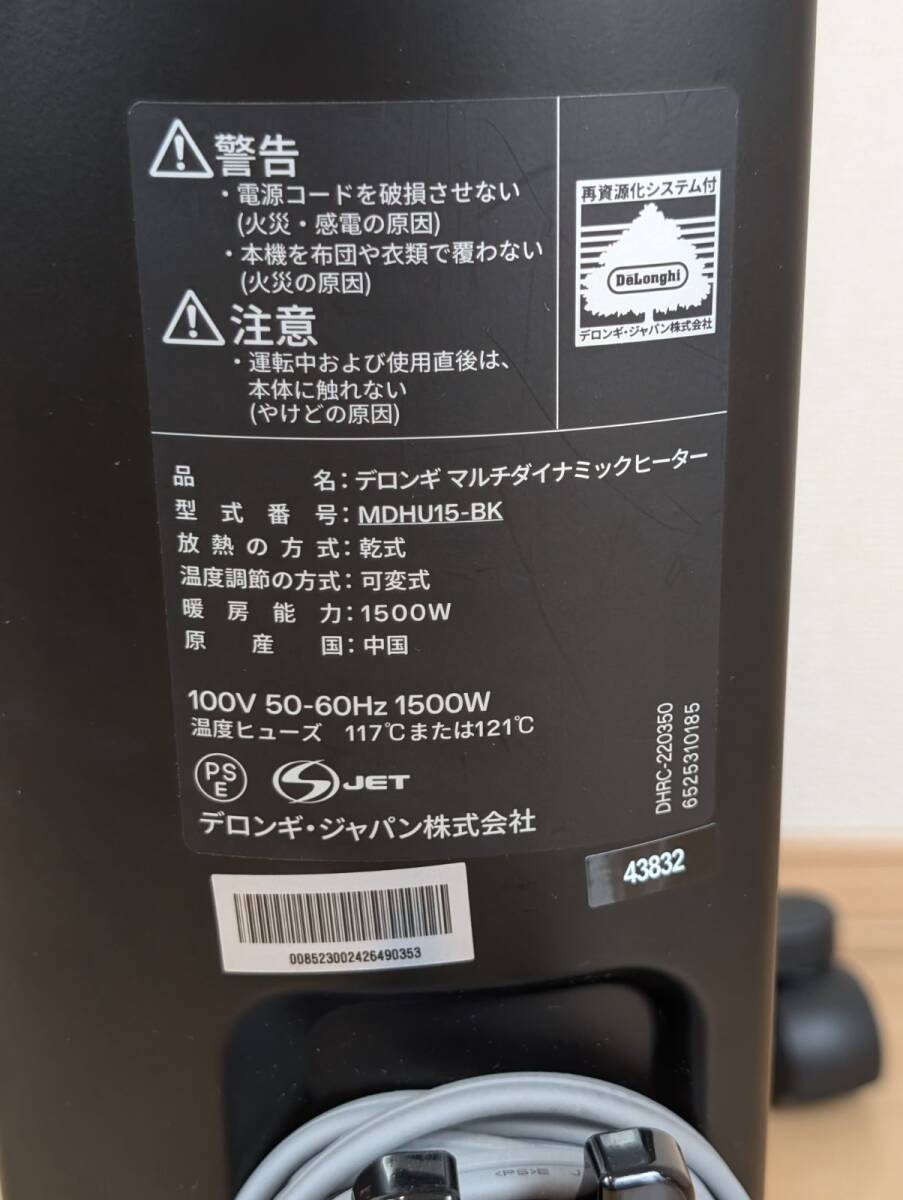 警告
・電源コードを破損させない
(火災・感電の原因)
・本機を布団や衣類で覆わない
(火災の原因)
注意
・運転中および使用直後は、
本体に触れない
(やけどの原因)
再資源化システム付
DeLonghi
デロンギ・ジャパン株式会社
品名:デロンギ マルチダイナミックヒーター
型式番号:MDHU15-BK
放熱の方式:乾式
温度調節の方式:可変式
暖房能力:1500W
原産国:中国
100V 50-60Hz 1500W
温度ヒューズ 117℃または121℃
PSE
JET
デロンギ・ジャパン株式会社
DHRC-220350
6525310185
43832
008523002426490353
<PS>E J